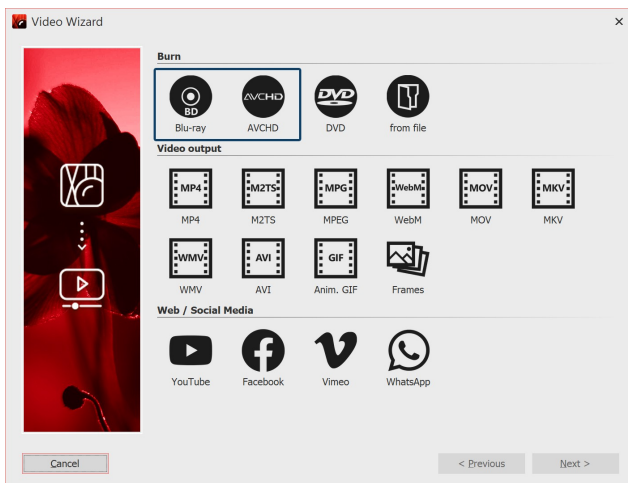 Video Wizard
Burn
BD AVCHD DVD
Blu-ray AVCHD DVD from file
Video output
MP4 M2TS MPG WebM MOV MKV
MP4 M2TS MPEG WebM MOV MKV
WMV AVI GIF
WMV AVI Anim. GIF Frames
Web / Social Media
YouTube Facebook Vimeo WhatsApp
Cancel < Previous Next >